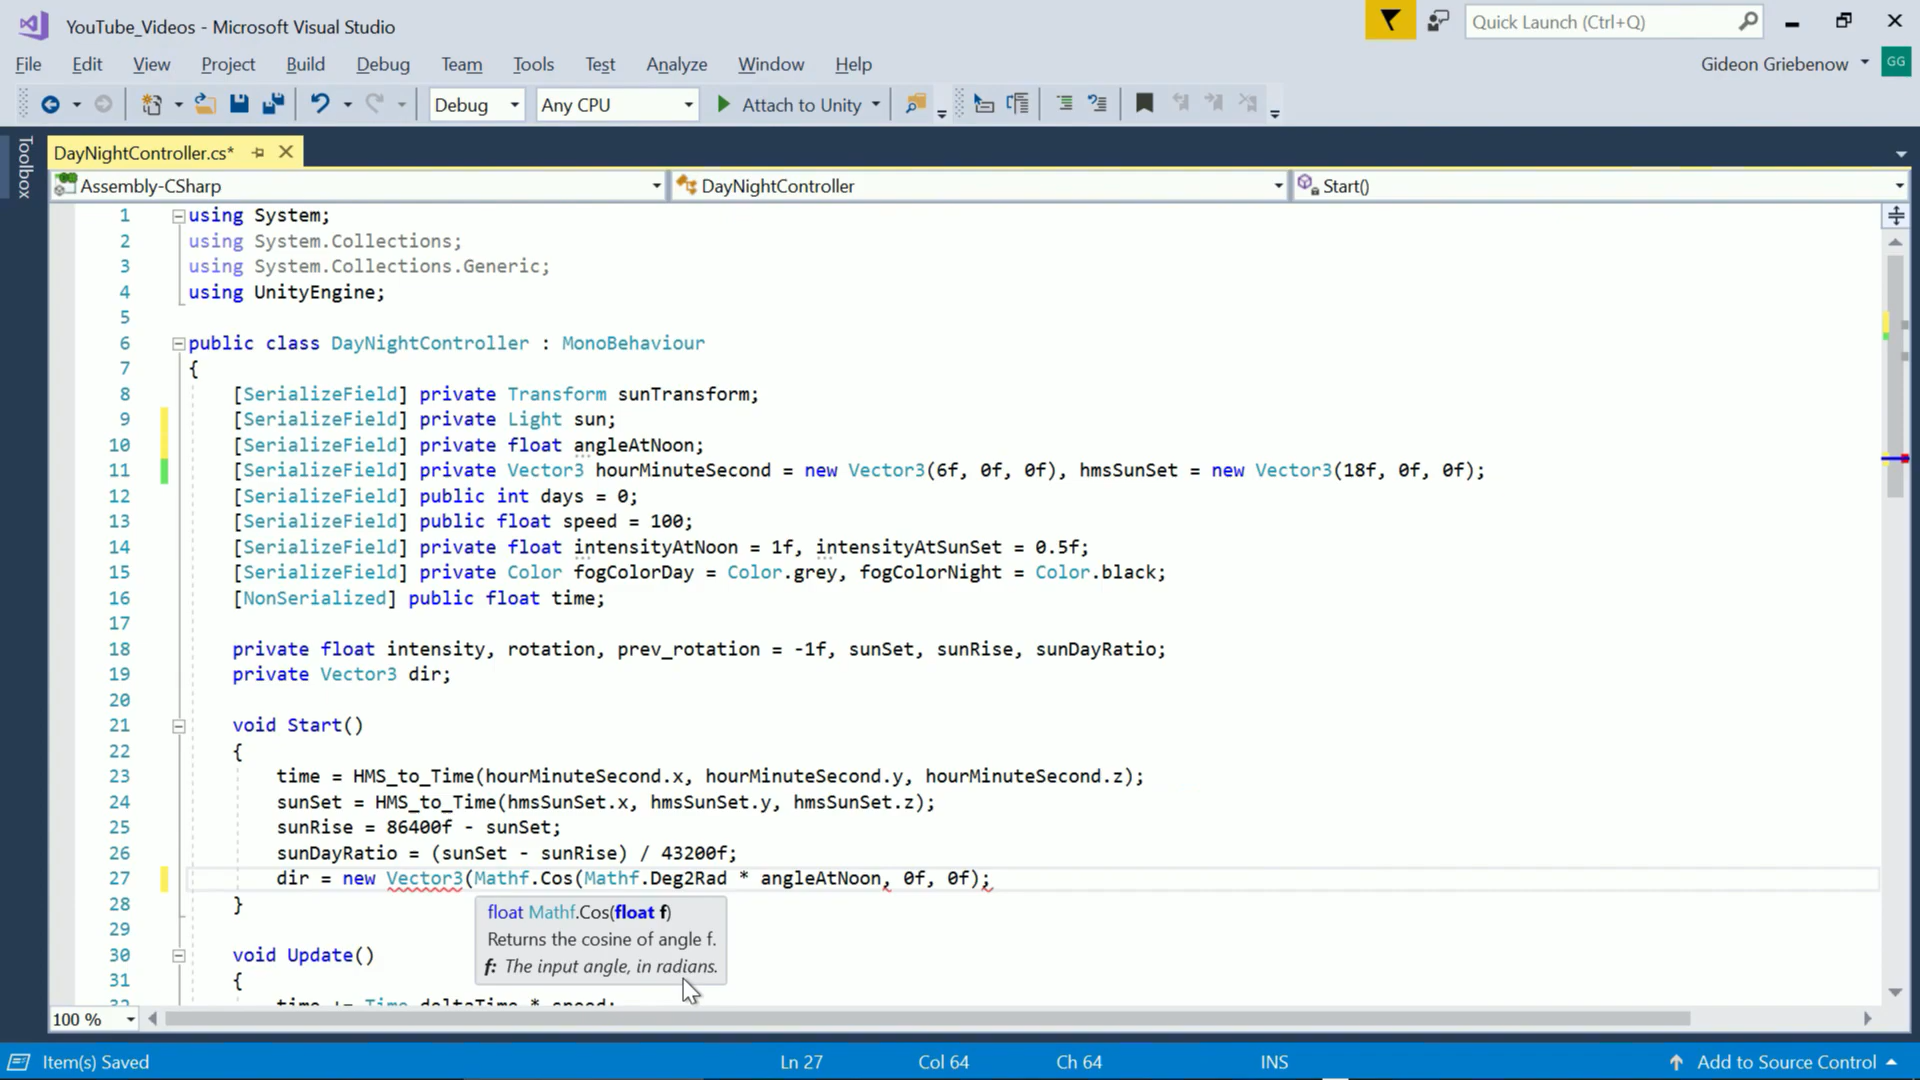 YouTube_Videos - Microsoft Visual Studio
Quick Launch (Ctrl+Q)
File Edit View Project Build Debug Team Tools Test Analyze Window Help
Gideon Griebenow GG
Debug Any CPU Attach to Unity
Toolbox
DayNightController.cs*
Assembly-CSharp DayNightController Start()
1 using System;
2 using System.Collections;
3 using System.Collections.Generic;
4 using UnityEngine;
5
6 public class DayNightController : MonoBehaviour
7 {
8 [SerializeField] private Transform sunTransform;
9 [SerializeField] private Light sun;
10 [SerializeField] private float angleAtNoon;
11 [SerializeField] private Vector3 hourMinuteSecond = new Vector3(6f, 0f, 0f), hmsSunSet = new Vector3(18f, 0f, 0f);
12 [SerializeField] public int days = 0;
13 [SerializeField] public float speed = 100;
14 [SerializeField] private float intensityAtNoon = 1f, intensityAtSunSet = 0.5f;
15 [SerializeField] private Color fogColorDay = Color.grey, fogColorNight = Color.black;
16 [NonSerialized] public float time;
17
18 private float intensity, rotation, prev_rotation = -1f, sunSet, sunRise, sunDayRatio;
19 private Vector3 dir;
20
21 void Start()
22 {
23 time = HMS_to_Time(hourMinuteSecond.x, hourMinuteSecond.y, hourMinuteSecond.z);
24 sunSet = HMS_to_Time(hmsSunSet.x, hmsSunSet.y, hmsSunSet.z);
25 sunRise = 86400f - sunSet;
26 sunDayRatio = (sunSet - sunRise) / 43200f;
27 dir = new Vector3(Mathf.Cos(Mathf.Deg2Rad * angleAtNoon, 0f, 0f);
28 }
float Mathf.Cos(float f)
29
Returns the cosine of angle f.
30 void Update()
f: The input angle, in radians.
31 {
32 time += Time.deltaTime * speed;
100 %
Item(s) Saved Ln 27 Col 64 Ch 64 INS Add to Source Control